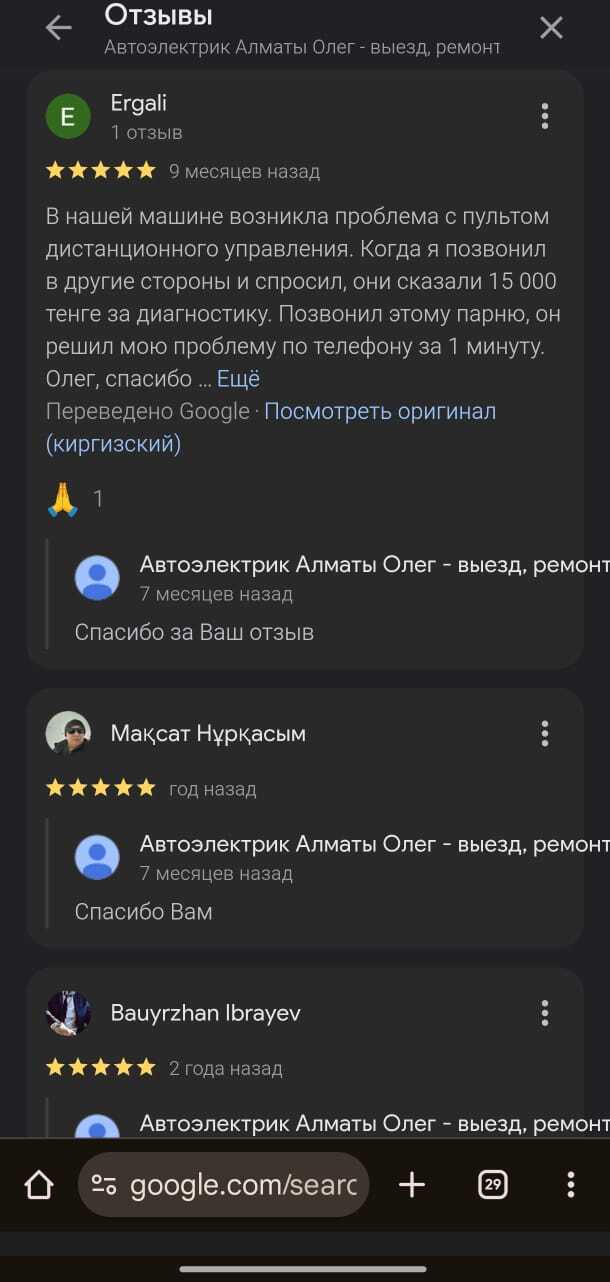 Отзывы
Автоэлектрик Алматы Олег - выезд, ремонт
E
Ergali
1 отзыв
9 месяцев назад
В нашей машине возникла проблема с пультом
дистанционного управления. Когда я позвонил
в другие стороны и спросил, они сказали 15 000
тенге за диагностику. Позвонил этому парню, он
решил мою проблему по телефону за 1 минуту.
Олег, спасибо ... Ещё
Переведено Google · Посмотреть оригинал
(киргизский)
1
Автоэлектрик Алматы Олег - выезд, ремонт
7 месяцев назад
Спасибо за Ваш отзыв
Мақсат Нұрқасым
год назад
Автоэлектрик Алматы Олег - выезд, ремонт
7 месяцев назад
Спасибо Вам
Bauyrzhan Ibrayev
2 года назад
Автоэлектрик Алматы Олег - выезд, ремонт
google.com/searc
29